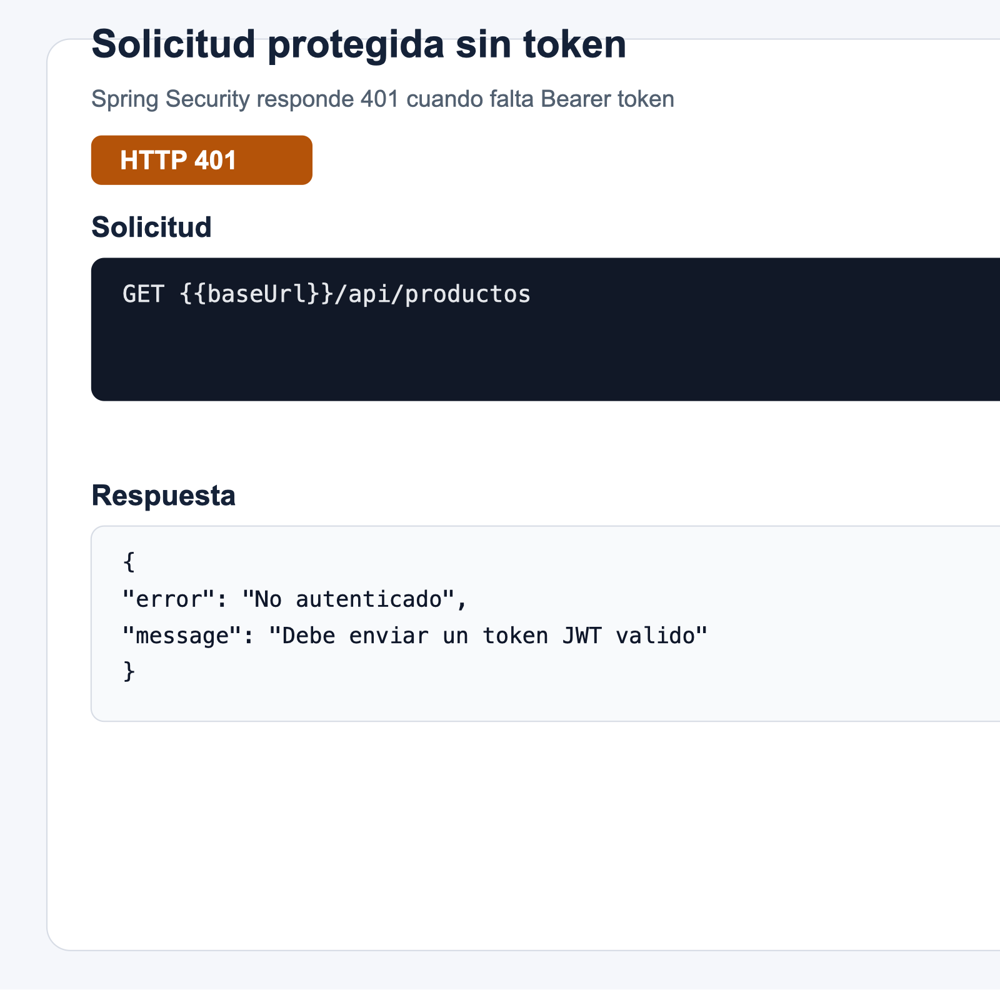 Solicitud protegida sin token
Spring Security responde 401 cuando falta Bearer token
HTTP 401
Solicitud
GET {{baseUrl}}/api/productos
Respuesta
{
"error": "No autenticado",
"message": "Debe enviar un token JWT valido"
}